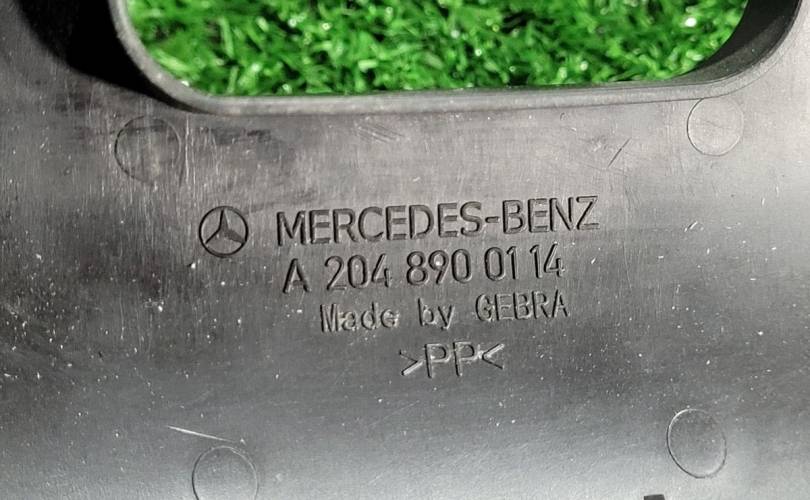 MERCEDES-BENZ
A 204 890 01 14
Made by GEBRA
>PP<